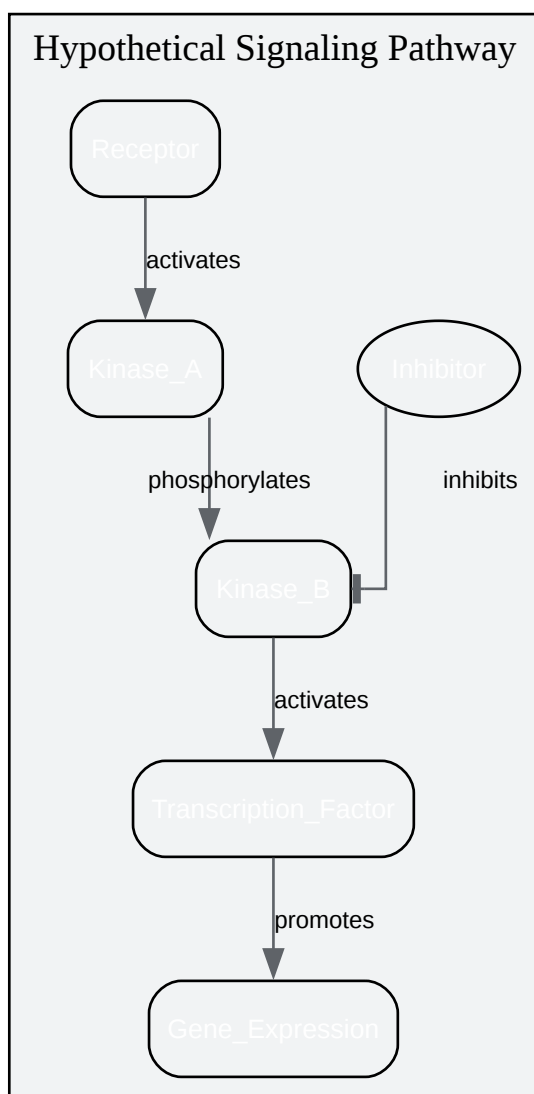 Hypothetical Signaling Pathway
Receptor
activates
Kinase_A
Inhibitor
phosphorylates
inhibits
Kinase_B
activates
Transcription_Factor
promotes
Gene_Expression